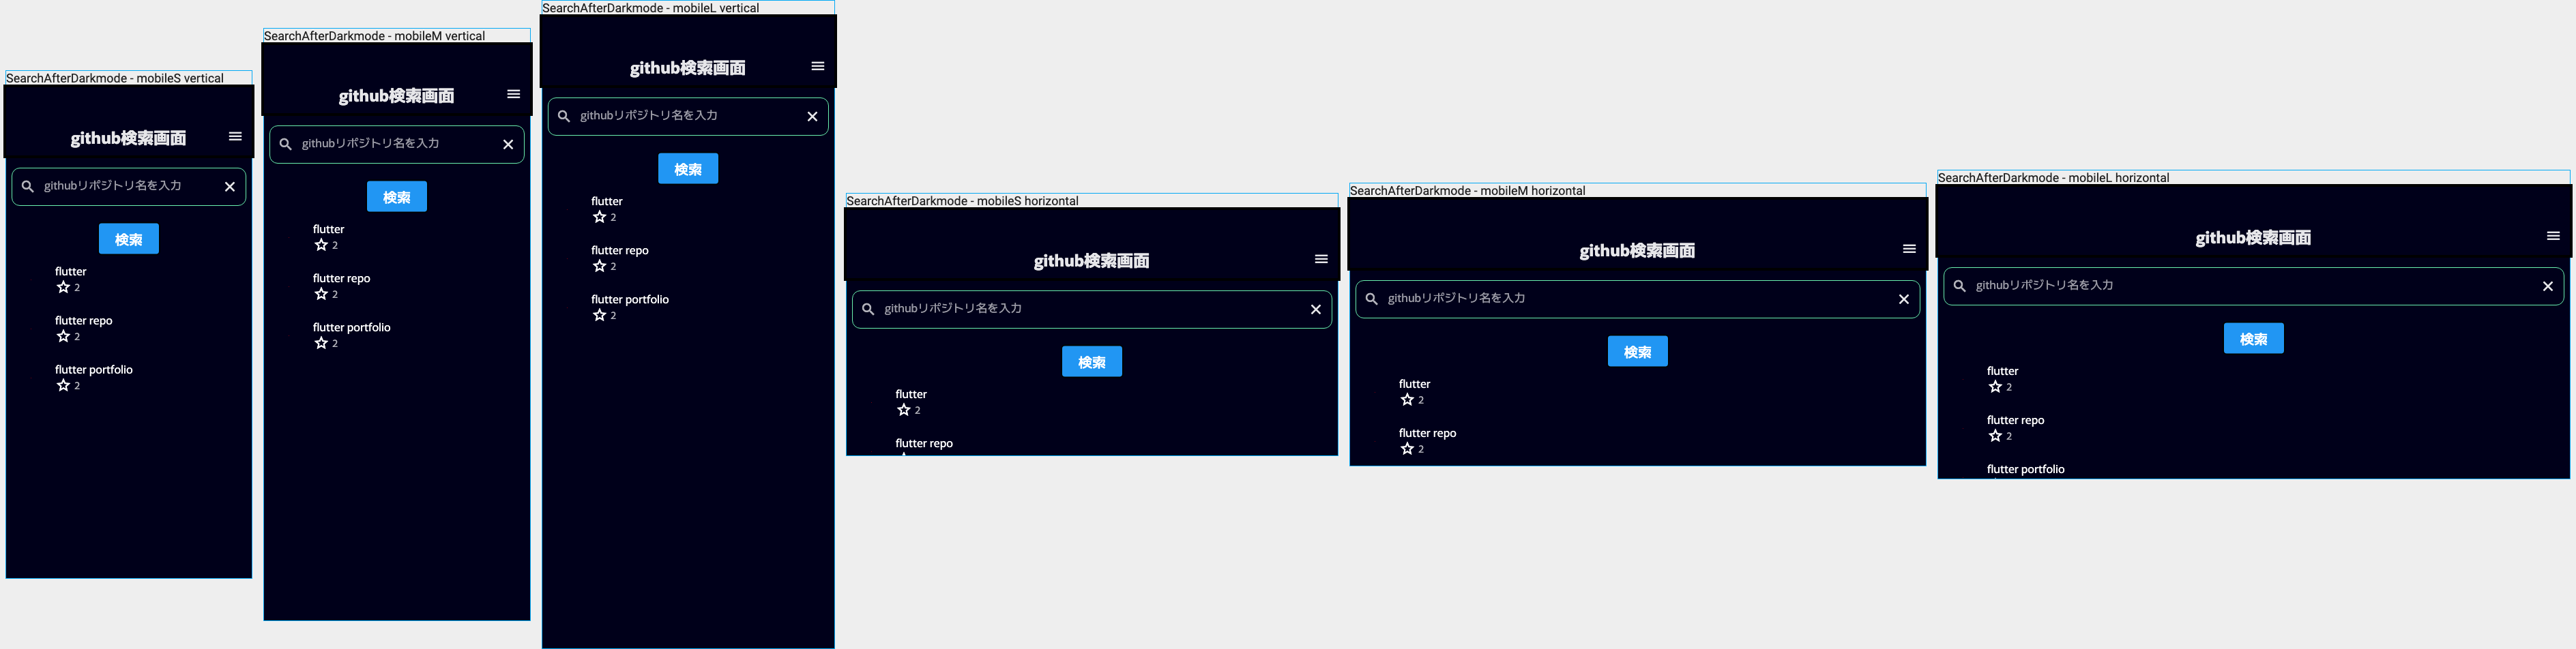 SearchAfterDarkmode - mobileS vertical
github検索画面
githubリポジトリ名を入力
検索
flutter
2
flutter repo
2
flutter portfolio
2
SearchAfterDarkmode - mobileM vertical
github検索画面
githubリポジトリ名を入力
検索
flutter
2
flutter repo
2
flutter portfolio
2
SearchAfterDarkmode - mobileL vertical
github検索画面
githubリポジトリ名を入力
検索
flutter
2
flutter repo
2
flutter portfolio
2
SearchAfterDarkmode - mobileS horizontal
github検索画面
githubリポジトリ名を入力
検索
flutter
2
flutter repo
SearchAfterDarkmode - mobileM horizontal
github検索画面
githubリポジトリ名を入力
検索
flutter
2
flutter repo
2
SearchAfterDarkmode - mobileL horizontal
github検索画面
githubリポジトリ名を入力
検索
flutter
2
flutter repo
2
flutter portfolio